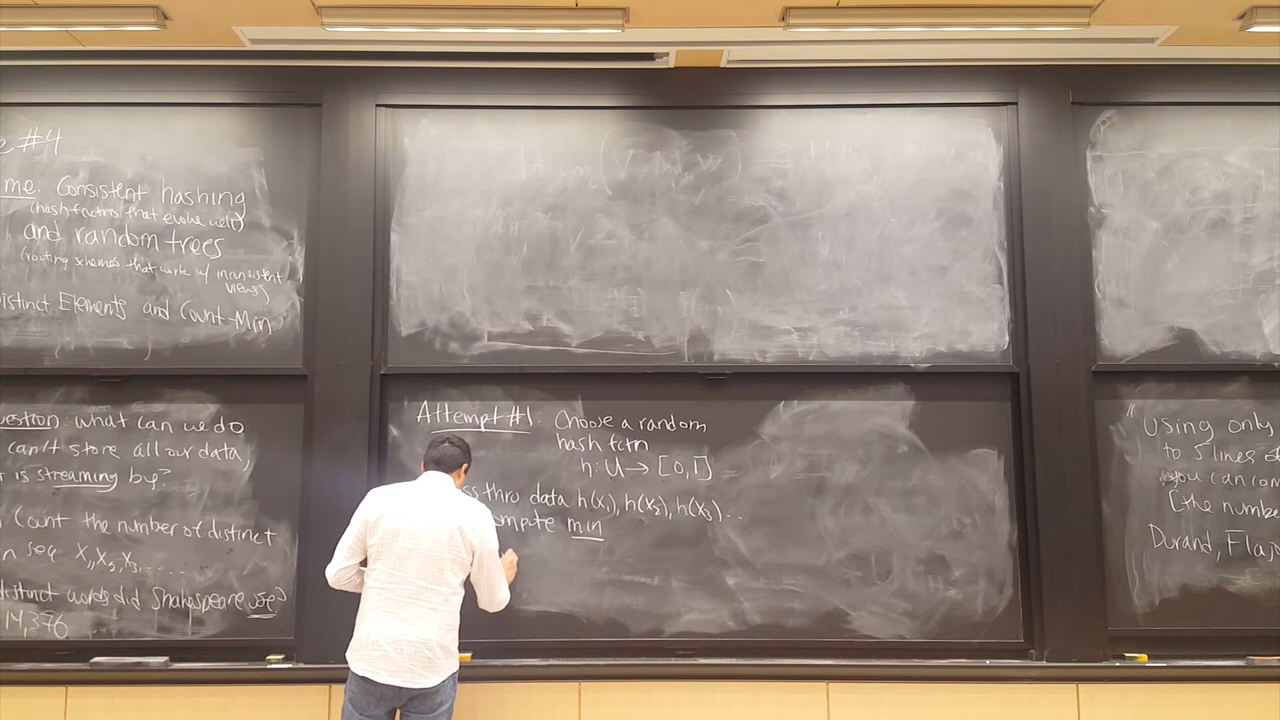 e #4
me: Consistent hashing
(hash fctns that evolve well)
and random trees
(routing schemes that work w/ inconsistent
views)
istinct Elements and Count-Min
uestion: what can we do
can't store all our data,
r is streaming by?
Count the number of distinct
n seq X₁, X₂, X₃, .....
distinct words did Shakespeare use?
14,376
Attempt #1: Choose a random
hash fctn
h: U → [0,1]
ss thru data h(x₁), h(x₂), h(x₃)...
ompute min
"Using only
to 5 lines o
you can con
[the numbe
Durand, Flajo